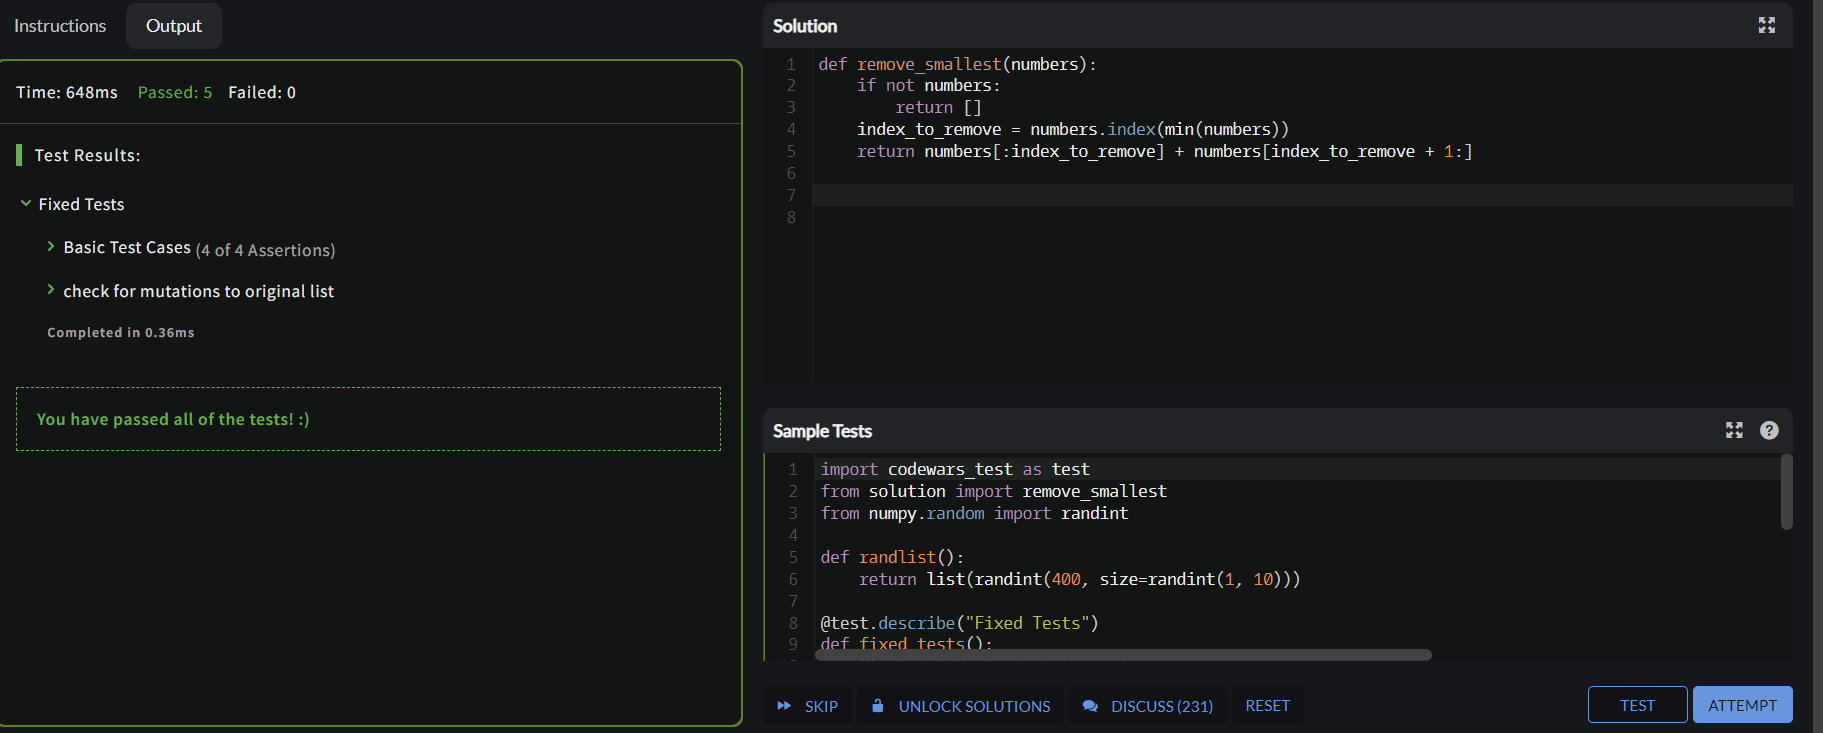 Instructions
Output
Time: 648ms Passed: 5 Failed: 0
Test Results:
Fixed Tests
Basic Test Cases (4 of 4 Assertions)
check for mutations to original list
Completed in 0.36ms
You have passed all of the tests! :)
Solution
1 def remove_smallest(numbers):
2     if not numbers:
3         return []
4     index_to_remove = numbers.index(min(numbers))
5     return numbers[:index_to_remove] + numbers[index_to_remove + 1:]
6
7
8
Sample Tests
?
1 import codewars_test as test
2 from solution import remove_smallest
3 from numpy.random import randint
4
5 def randlist():
6     return list(randint(400, size=randint(1, 10)))
7
8 @test.describe("Fixed Tests")
9 def fixed_tests():
SKIP
UNLOCK SOLUTIONS
DISCUSS (231)
RESET
TEST
ATTEMPT